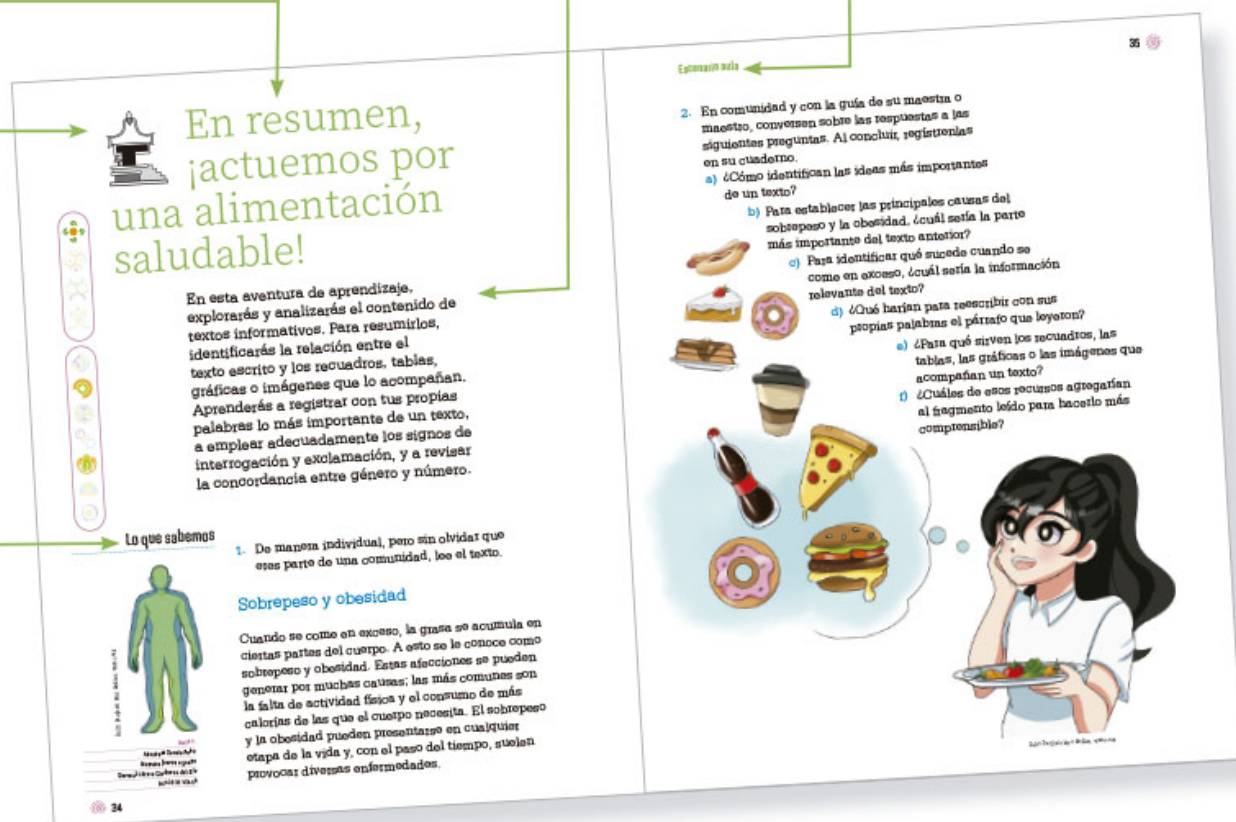 En resumen,
¡actuemos por
una alimentación
saludable!
En esta aventura de aprendizaje,
explorarás y analizarás el contenido de
textos informativos. Para resumirlos,
identificarás la relación entre el
texto escrito y los recuadros, tablas,
gráficas o imágenes que lo acompañan.
Aprenderás a registrar con tus propias
palabras lo más importante de un texto,
a emplear adecuadamente los signos de
interrogación y exclamación, y a revisar
la concordancia entre género y número.
Lo que sabemos
1. De manera individual, pero sin olvidar que
eres parte de una comunidad, lee el texto.
Sobrepeso y obesidad
Cuando se come en exceso, la grasa se acumula en
ciertas partes del cuerpo. A esto se le conoce como
sobrepeso y obesidad. Estas afecciones se pueden
generar por muchas causas; las más comunes son
la falta de actividad física y el consumo de más
calorías de las que el cuerpo necesita. El sobrepeso
y la obesidad pueden presentarse en cualquier
etapa de la vida y, con el paso del tiempo, suelen
provocar diversas enfermedades.
34
35
Escenario aula
2. En comunidad y con la guía de su maestra o
maestro, conversen sobre las respuestas a las
siguientes preguntas. Al concluir, regístrenlas
en su cuaderno.
a) ¿Cómo identifican las ideas más importantes
de un texto?
b) Para establecer las principales causas del
sobrepeso y la obesidad, ¿cuál sería la parte
más importante del texto anterior?
c) Para identificar qué sucede cuando se
come en exceso, ¿cuál sería la información
relevante del texto?
d) ¿Qué harían para reescribir con sus
propias palabras el párrafo que leyeron?
e) ¿Para qué sirven los recuadros, las
tablas, las gráficas o las imágenes que
acompañan un texto?
f) ¿Cuáles de esos recursos agregarían
al fragmento leído para hacerlo más
comprensible?